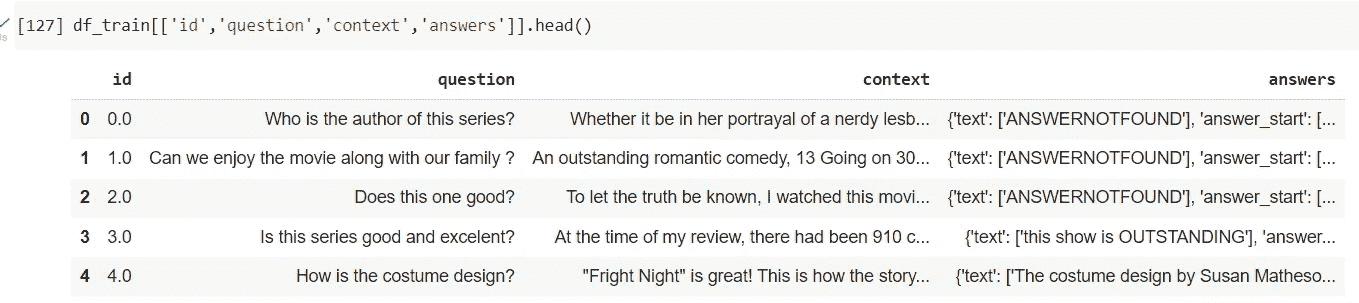 [127] df_train[['id','question','context','answers']].head()
id question context answers
0 0.0 Who is the author of this series? Whether it be in her portrayal of a nerdy lesb... {'text': ['ANSWERNOTFOUND'], 'answer_start': [...
1 1.0 Can we enjoy the movie along with our family ? An outstanding romantic comedy, 13 Going on 30... {'text': ['ANSWERNOTFOUND'], 'answer_start': [...
2 2.0 Does this one good? To let the truth be known, I watched this movi... {'text': ['ANSWERNOTFOUND'], 'answer_start': [...
3 3.0 Is this series good and excelent? At the time of my review, there had been 910 c... {'text': ['this show is OUTSTANDING'], 'answer...
4 4.0 How is the costume design? "Fright Night" is great! This is how the story... {'text': ['The costume design by Susan Matheso...